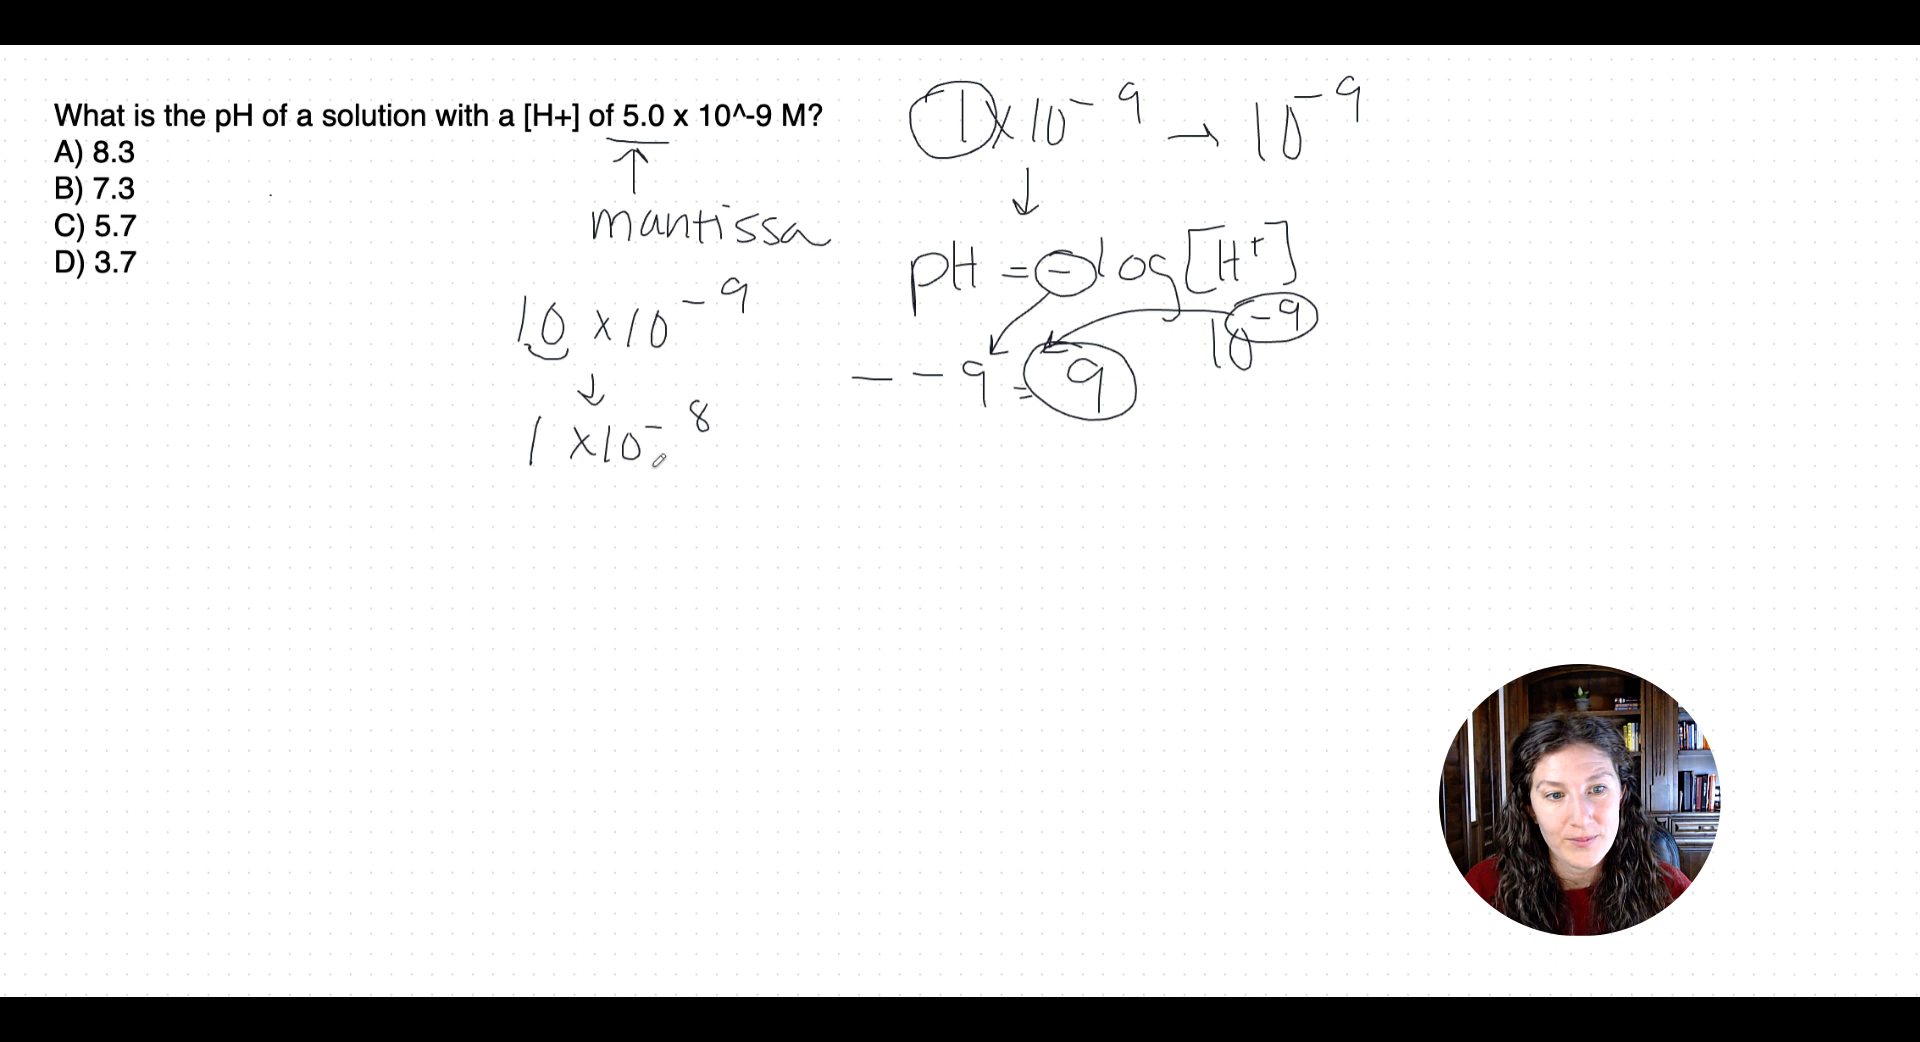 What is the pH of a solution with a [H+] of 5.0 x 10^-9 M?
A) 8.3
B) 7.3
C) 5.7
D) 3.7
↑
mantissa
10 x 10⁻⁹
↓
1 x 10⁻⁸
1 x 10⁻⁹ → 10⁻⁹
↓
pH = -log[H⁺]
10⁻⁹
- - 9 = 9